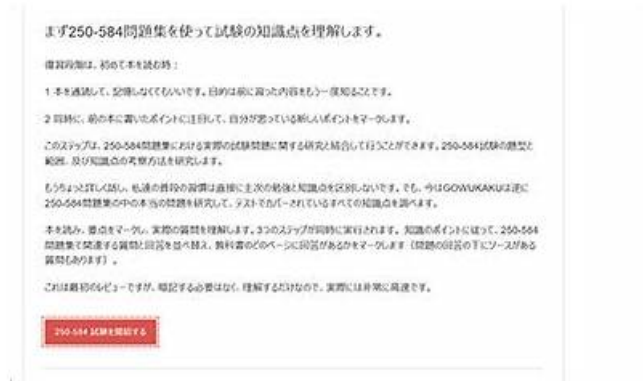 まず250-584問題集を使って試験の知識点を理解します。
復習段階は、初めて本を読む時：
1 本を通読して、記憶しなくてもいいです。目的は前に習った内容をもう一度知ることです。
2 同時に、前の本に書いたポイントに注目して、自分が思っている新しいポイントをマークします。
このステップは、250-584問題集における実際の試験問題に関する研究と結合して行うことができます。250-584試験の題型と
範囲、及び知識点の考察方法を研究します。
もうちょっと詳しく話し、私達の普段の習慣は直接に主次の勉強と知識点を区別しないです。でも、今はGOWUKAKUは逆に
250-584問題集の中の本当の問題を研究して、テストでカバーされているすべての知識点を調べます。
本を読み、要点をマークし、実際の質問を理解します。3つのステップが同時に実行されます。知識のポイントに従って、250-584
問題集で関連する質問と回答を並べ替え、教科書のどのページに回答があるかをマークします（問題の回答の下にソースがある
質問もあります）。
これは最初のレビューですが、暗記する必要はなく、理解するだけなので、実際には非常に高速です。
250-584 試験を開始する